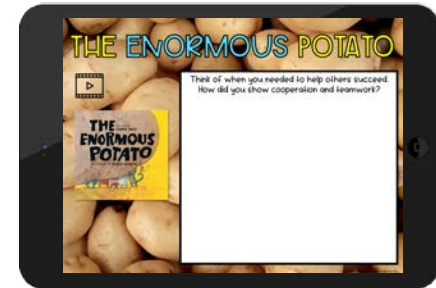 THE ENORMOUS POTATO
Think of when you needed to help others succeed.
How did you show cooperation and teamwork?
THE
ENORMOUS
POTATO